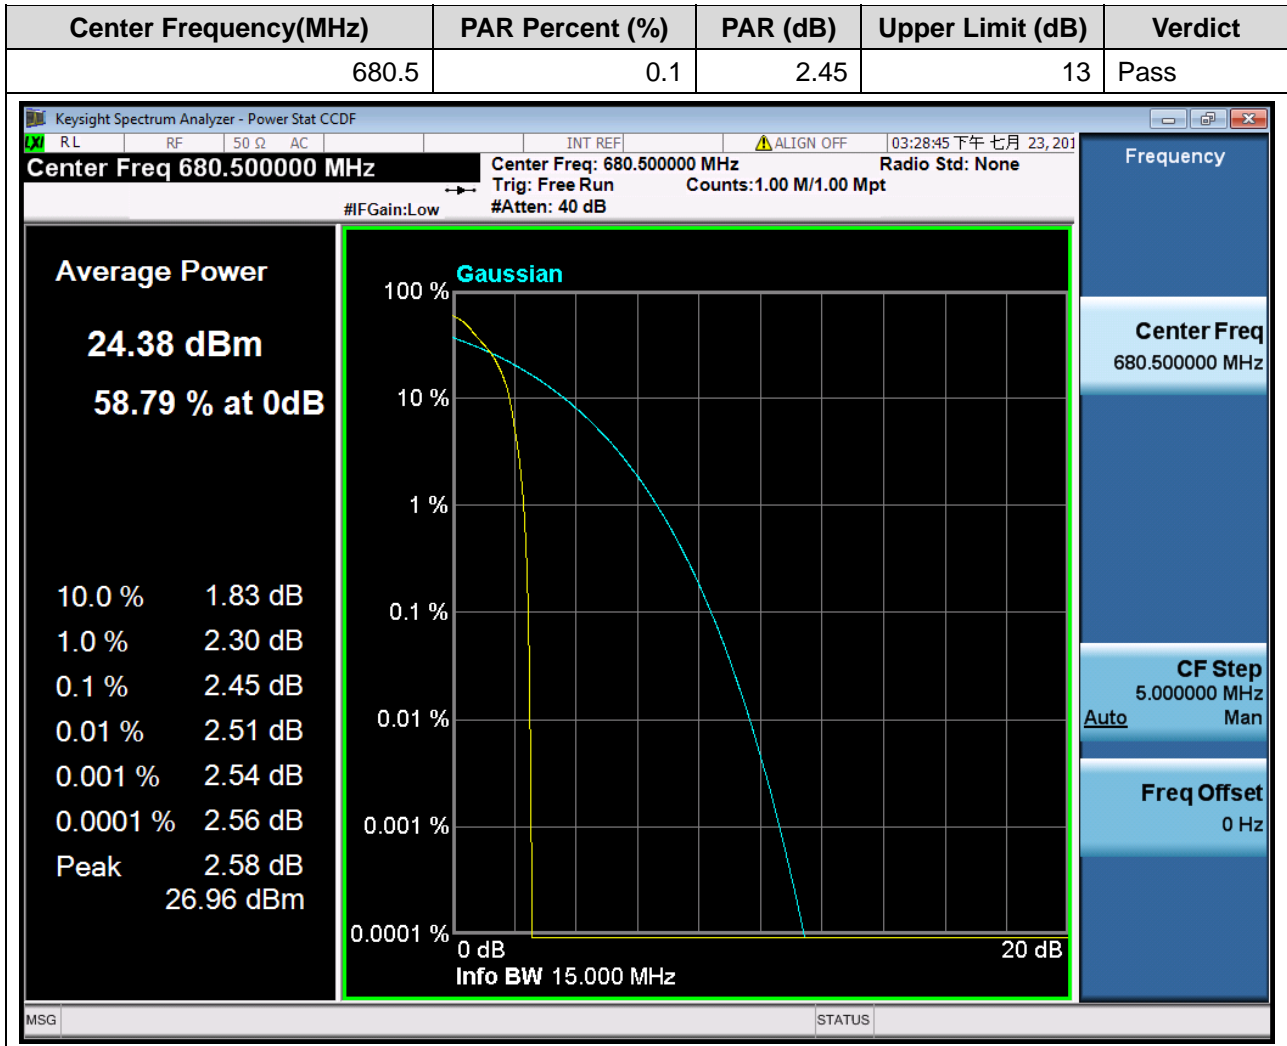 Center Frequency(MHz) PAR Percent (%) PAR (dB) Upper Limit (dB) Verdict
680.5 0.1 2.45 13 Pass
Keysight Spectrum Analyzer - Power Stat CCDF
LXI RL RF 50 Ω AC INT REF ALIGN OFF 03:28:45 下午 七月 23, 201
Center Freq 680.500000 MHz
Center Freq: 680.500000 MHz Radio Std: None
Trig: Free Run Counts:1.00 M/1.00 Mpt
#IFGain:Low #Atten: 40 dB
Frequency
Average Power
24.38 dBm
58.79 % at 0dB
10.0 % 1.83 dB
1.0 % 2.30 dB
0.1 % 2.45 dB
0.01 % 2.51 dB
0.001 % 2.54 dB
0.0001 % 2.56 dB
Peak 2.58 dB
26.96 dBm
Gaussian
100 %
10 %
1 %
0.1 %
0.01 %
0.001 %
0.0001 %
0 dB 20 dB
Info BW 15.000 MHz
Center Freq
680.500000 MHz
CF Step
5.000000 MHz
Auto Man
Freq Offset
0 Hz
MSG STATUS